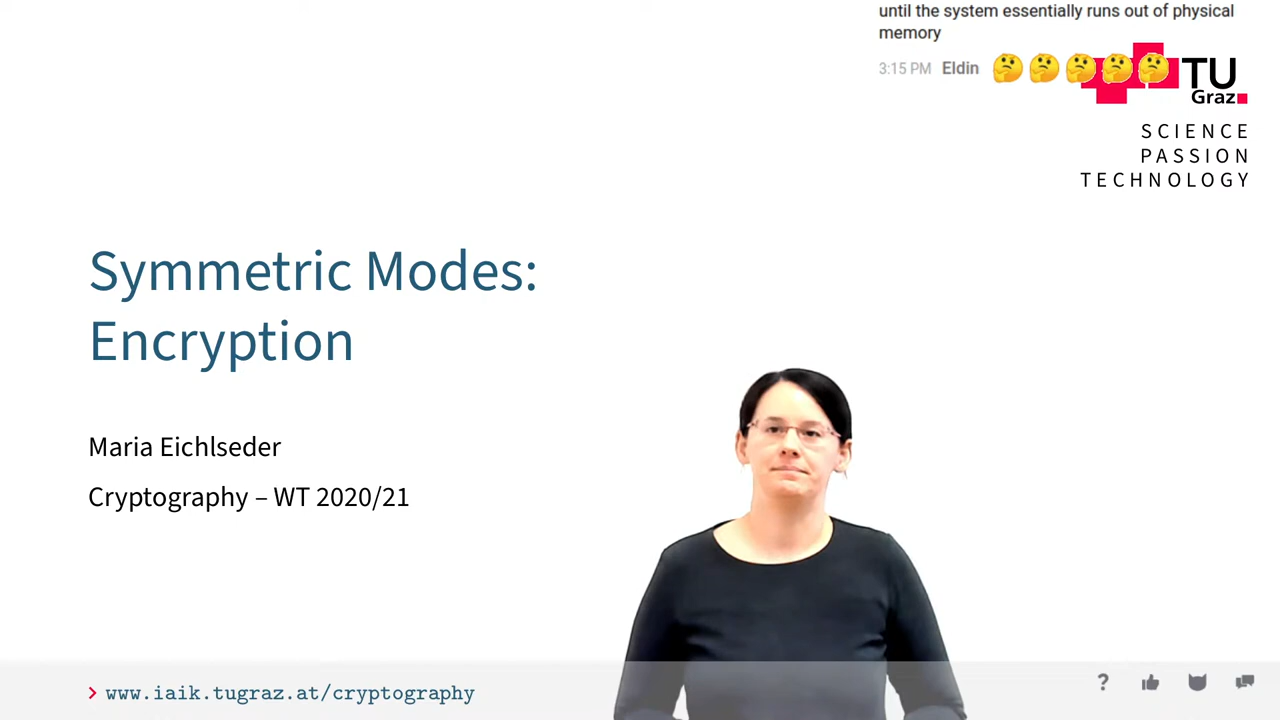 until the system essentially runs out of physical
memory
3:15 PM Eldin 🤔🤔🤔🤔🤔
TU
Graz
SCIENCE
PASSION
TECHNOLOGY
Symmetric Modes:
Encryption
Maria Eichlseder
Cryptography – WT 2020/21
www.iaik.tugraz.at/cryptography
?